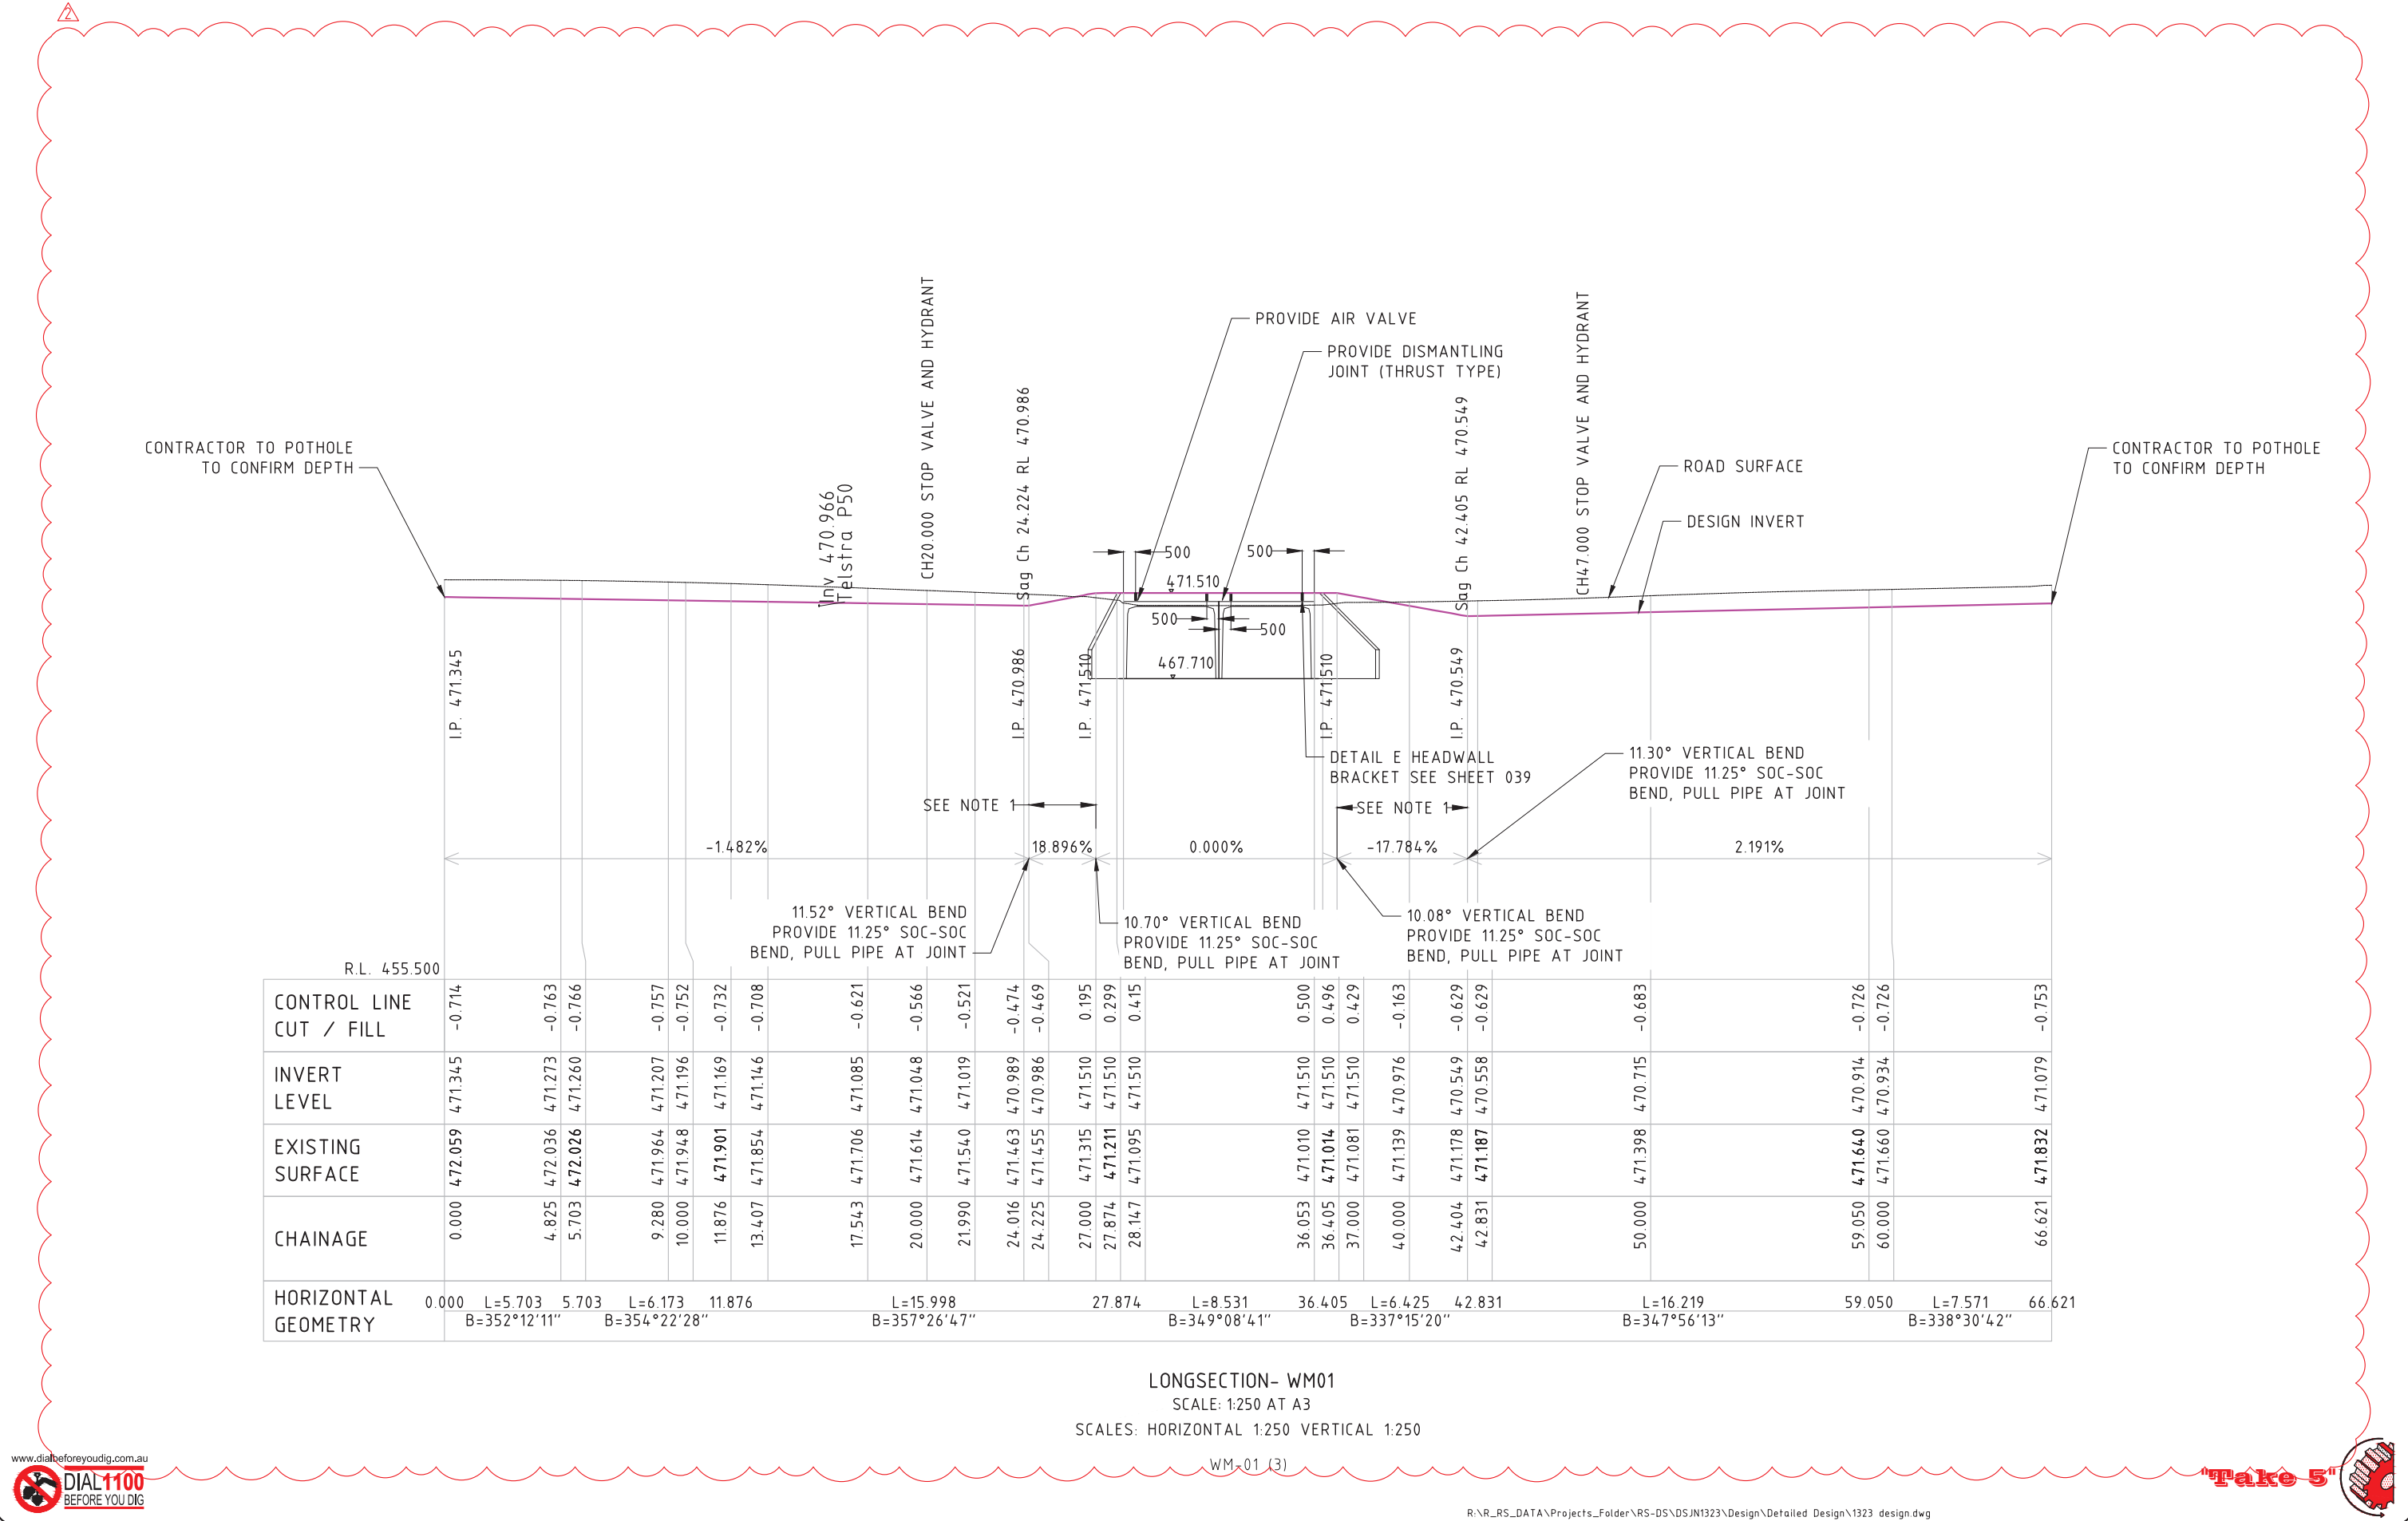 2
CH20.000 STOP VALVE AND HYDRANT
CH47.000 STOP VALVE AND HYDRANT
PROVIDE AIR VALVE
PROVIDE DISMANTLING
JOINT (THRUST TYPE)
Sag Ch 24.224 RL 470.986
Sag Ch 42.405 RL 470.549
CONTRACTOR TO POTHOLE
TO CONFIRM DEPTH
CONTRACTOR TO POTHOLE
TO CONFIRM DEPTH
ROAD SURFACE
Inv 470.966
Telstra P50
DESIGN INVERT
500
500
471.510
500
500
467.710
I.P. 471.345
I.P. 470.986
I.P. 471.510
I.P. 471.510
I.P. 470.549
DETAIL E HEADWALL
BRACKET SEE SHEET 039
11.30° VERTICAL BEND
PROVIDE 11.25° SOC-SOC
BEND, PULL PIPE AT JOINT
SEE NOTE 1
SEE NOTE 1
-1.482%
18.896%
0.000%
-17.784%
2.191%
11.52° VERTICAL BEND
PROVIDE 11.25° SOC-SOC
BEND, PULL PIPE AT JOINT
10.70° VERTICAL BEND
PROVIDE 11.25° SOC-SOC
BEND, PULL PIPE AT JOINT
10.08° VERTICAL BEND
PROVIDE 11.25° SOC-SOC
BEND, PULL PIPE AT JOINT
R.L. 455.500
CONTROL LINE
CUT / FILL
-0.714 -0.763 -0.766 -0.757 -0.752 -0.732 -0.708 -0.621 -0.566 -0.521 -0.474 -0.469 0.195 0.299 0.415 0.500 0.496 0.429 -0.163 -0.629 -0.629 -0.683 -0.726 -0.726 -0.753
INVERT
LEVEL
471.345 471.273 471.260 471.207 471.196 471.169 471.146 471.085 471.048 471.019 470.989 470.986 471.510 471.510 471.510 471.510 471.510 471.510 470.976 470.549 470.558 470.715 470.914 470.934 471.079
EXISTING
SURFACE
472.059 472.036 472.026 471.964 471.948 471.901 471.854 471.706 471.614 471.540 471.463 471.455 471.315 471.211 471.095 471.010 471.014 471.081 471.139 471.178 471.187 471.398 471.640 471.660 471.832
CHAINAGE
0.000 4.825 5.703 9.280 10.000 11.876 13.407 17.543 20.000 21.990 24.016 24.225 27.000 27.874 28.147 36.053 36.405 37.000 40.000 42.404 42.831 50.000 59.050 60.000 66.621
HORIZONTAL
GEOMETRY
0.000 L=5.703 5.703 L=6.173 11.876 L=15.998 27.874 L=8.531 36.405 L=6.425 42.831 L=16.219 59.050 L=7.571 66.621
B=352°12'11" B=354°22'28" B=357°26'47" B=349°08'41" B=337°15'20" B=347°56'13" B=338°30'42"
LONGSECTION- WM01
SCALE: 1:250 AT A3
SCALES: HORIZONTAL 1:250 VERTICAL 1:250
WM-01 (3)
www.dialbeforeyoudig.com.au
DIAL1100
BEFORE YOU DIG
"Take 5"
R:\R_RS_DATA\Projects_Folder\RS-DS\DSJN1323\Design\Detailed Design\1323 design.dwg